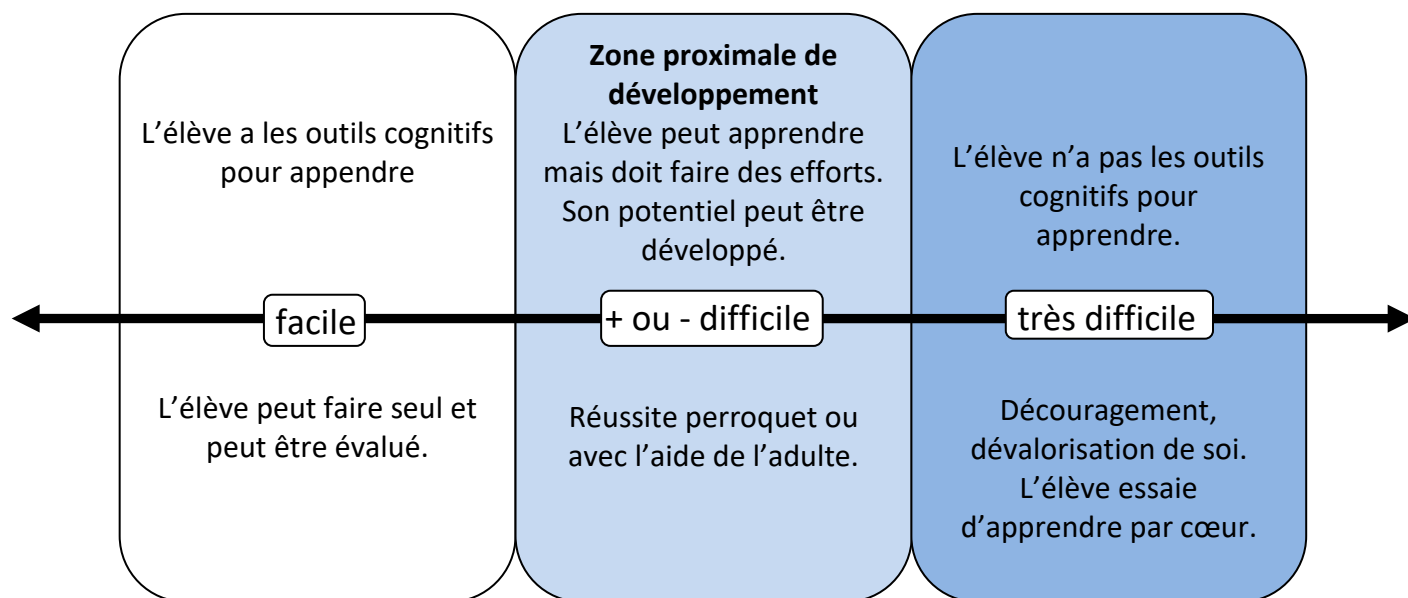 L’élève a les outils cognitifs
pour appendre
facile
L’élève peut faire seul et
peut être évalué.
Zone proximale de
développement
L’élève peut apprendre
mais doit faire des efforts.
Son potentiel peut être
développé.
+ ou - difficile
Réussite perroquet ou
avec l’aide de l’adulte.
L’élève n’a pas les outils
cognitifs pour
apprendre.
très difficile
Découragement,
dévalorisation de soi.
L’élève essaie
d’apprendre par cœur.